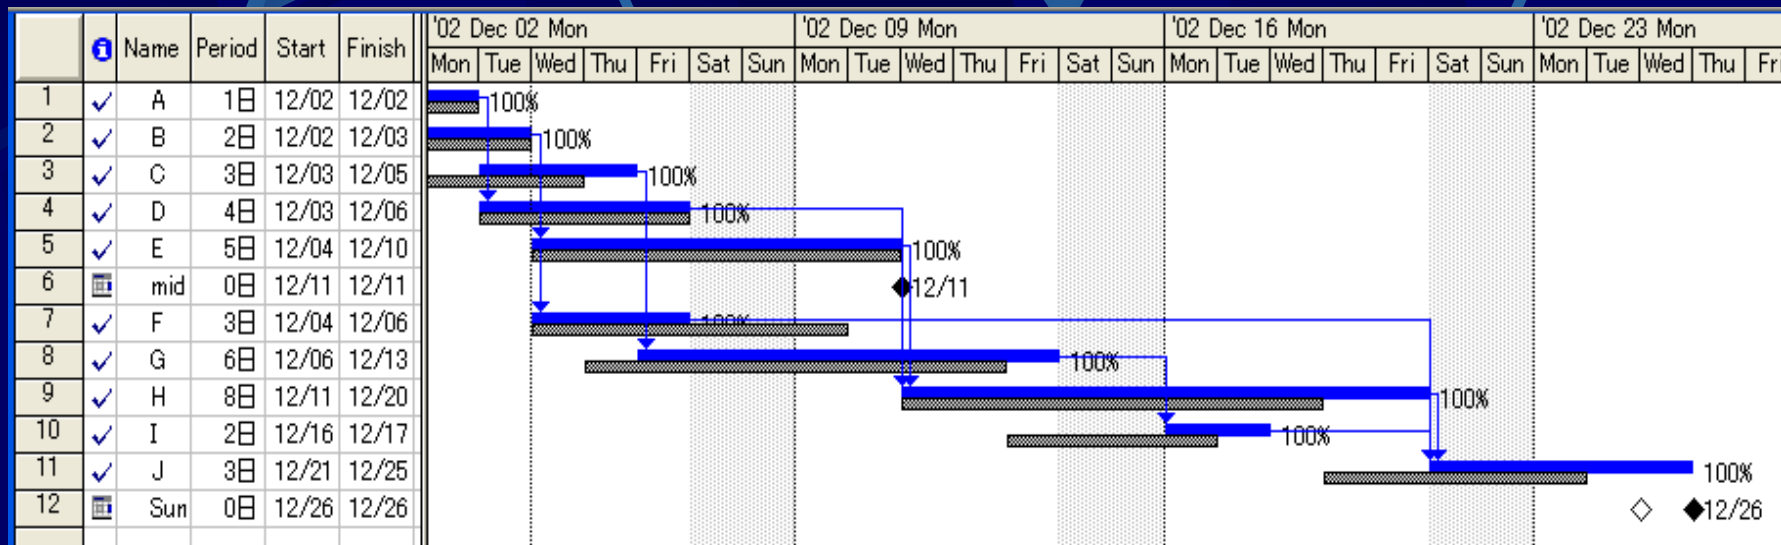 '02 Dec 02 Mon '02 Dec 09 Mon '02 Dec 16 Mon '02 Dec 23 Mon
Name Period Start Finish Mon Tue Wed Thu Fri Sat Sun Mon Tue Wed Thu Fri Sat Sun Mon Tue Wed Thu Fri Sat Sun Mon Tue Wed Thu Fri
1 A 1日 12/02 12/02 100%
2 B 2日 12/02 12/03 100%
3 C 3日 12/03 12/05 100%
4 D 4日 12/03 12/06 100%
5 E 5日 12/04 12/10 100%
6 mid 0日 12/11 12/11 12/11
7 F 3日 12/04 12/06 100%
8 G 6日 12/06 12/13 100%
9 H 8日 12/11 12/20 100%
10 I 2日 12/16 12/17 100%
11 J 3日 12/21 12/25 100%
12 Sun 0日 12/26 12/26 12/26